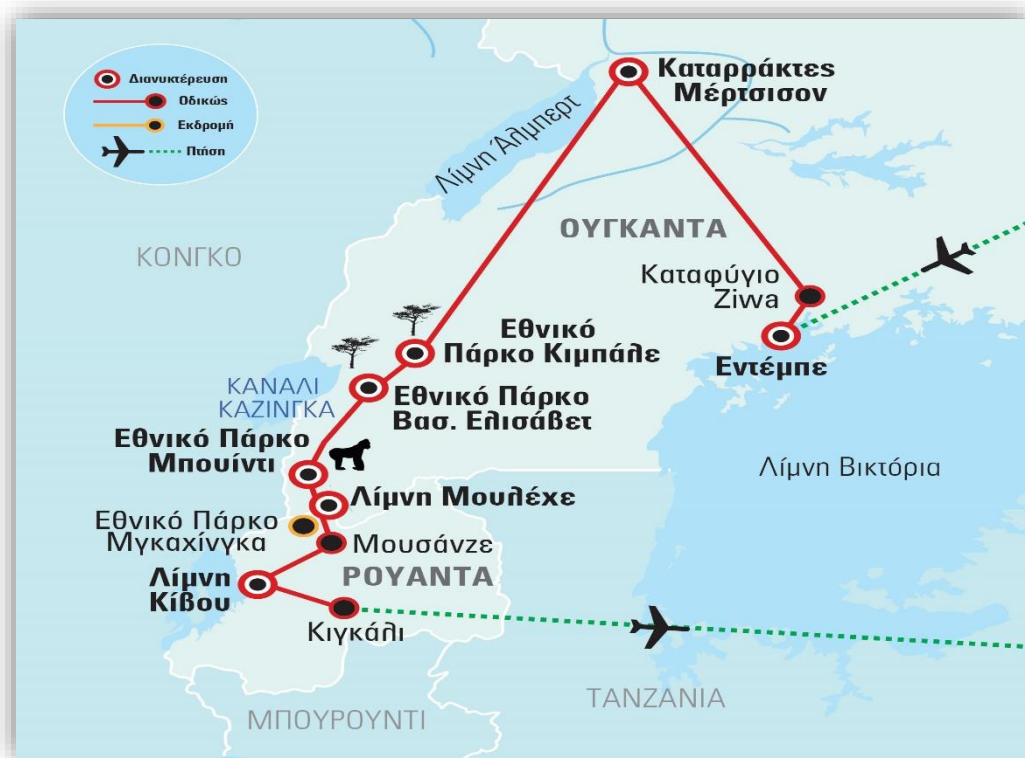 Διανυκτέρευση
Οδικώς
Εκδρομή
Πτήση
Καταρράκτες
Μέρτσισον
Λίμνη Άλμπερτ
ΟΥΓΚΑΝΤΑ
ΚΟΝΓΚΟ
Καταφύγιο
Ziwa
Εντέμπε
Εθνικό
Πάρκο Κιμπάλε
ΚΑΝΑΛΙ
ΚΑΖΙΝΓΚΑ
Εθνικό Πάρκο
Βασ. Ελισάβετ
Εθνικό Πάρκο
Μπουίντι
Λίμνη Βικτόρια
Λίμνη Μουλέχε
Εθνικό Πάρκο
Μγκαχίνγκα
Μουσάνζε
ΡΟΥΑΝΤΑ
Λίμνη
Κίβου
Κιγκάλι
ΤΑΝΖΑΝΙΑ
ΜΠΟΥΡΟΥΝΤΙ